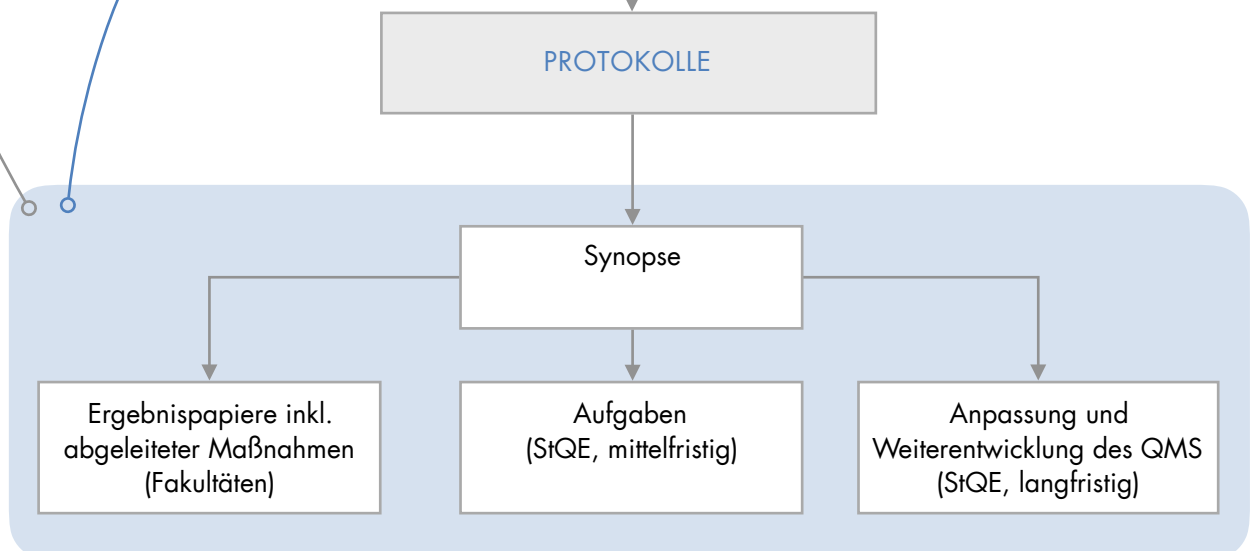 PROTOKOLLE
Synopse
Ergebnispapiere inkl.
abgeleiteter Maßnahmen
(Fakultäten)
Aufgaben
(StQE, mittelfristig)
Anpassung und
Weiterentwicklung des QMS
(StQE, langfristig)